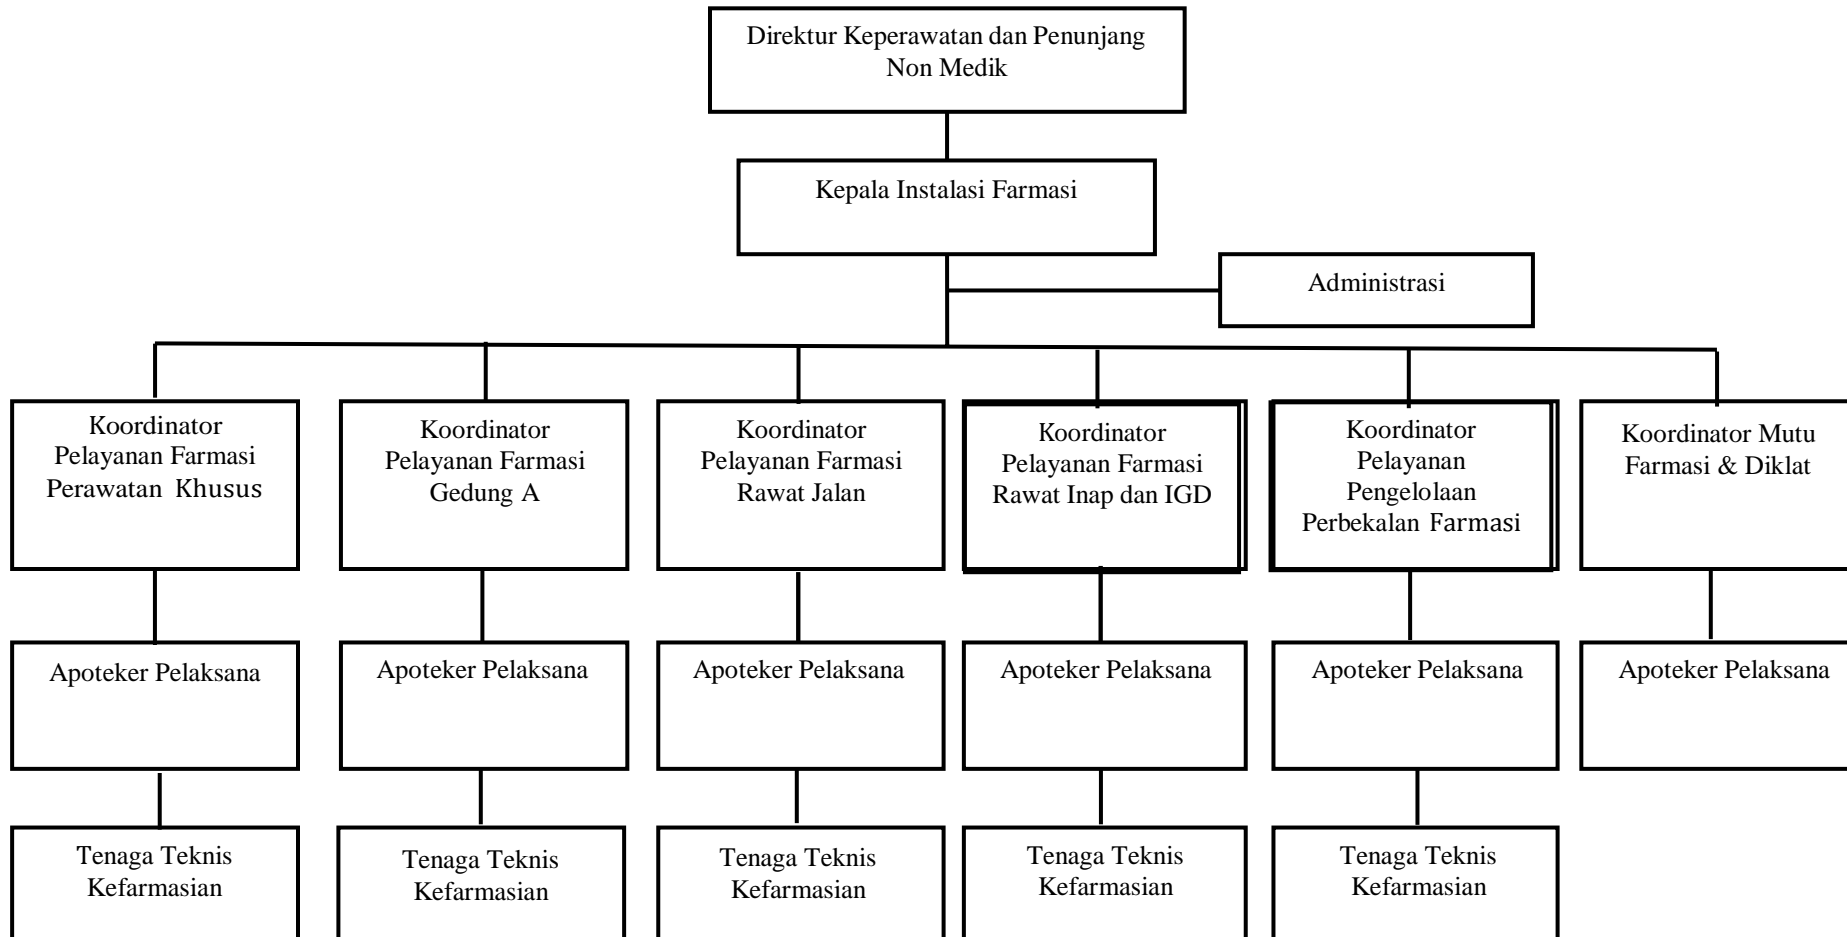 Direktur Keperawatan dan Penunjang
Non Medik
Kepala Instalasi Farmasi
Administrasi
Koordinator
Pelayanan Farmasi
Perawatan Khusus
Koordinator
Pelayanan Farmasi
Gedung A
Koordinator
Pelayanan Farmasi
Rawat Jalan
Koordinator
Pelayanan Farmasi
Rawat Inap dan IGD
Koordinator
Pelayanan
Pengelolaan
Perbekalan Farmasi
Koordinator Mutu
Farmasi & Diklat
Apoteker Pelaksana
Apoteker Pelaksana
Apoteker Pelaksana
Apoteker Pelaksana
Apoteker Pelaksana
Apoteker Pelaksana
Tenaga Teknis
Kefarmasian
Tenaga Teknis
Kefarmasian
Tenaga Teknis
Kefarmasian
Tenaga Teknis
Kefarmasian
Tenaga Teknis
Kefarmasian